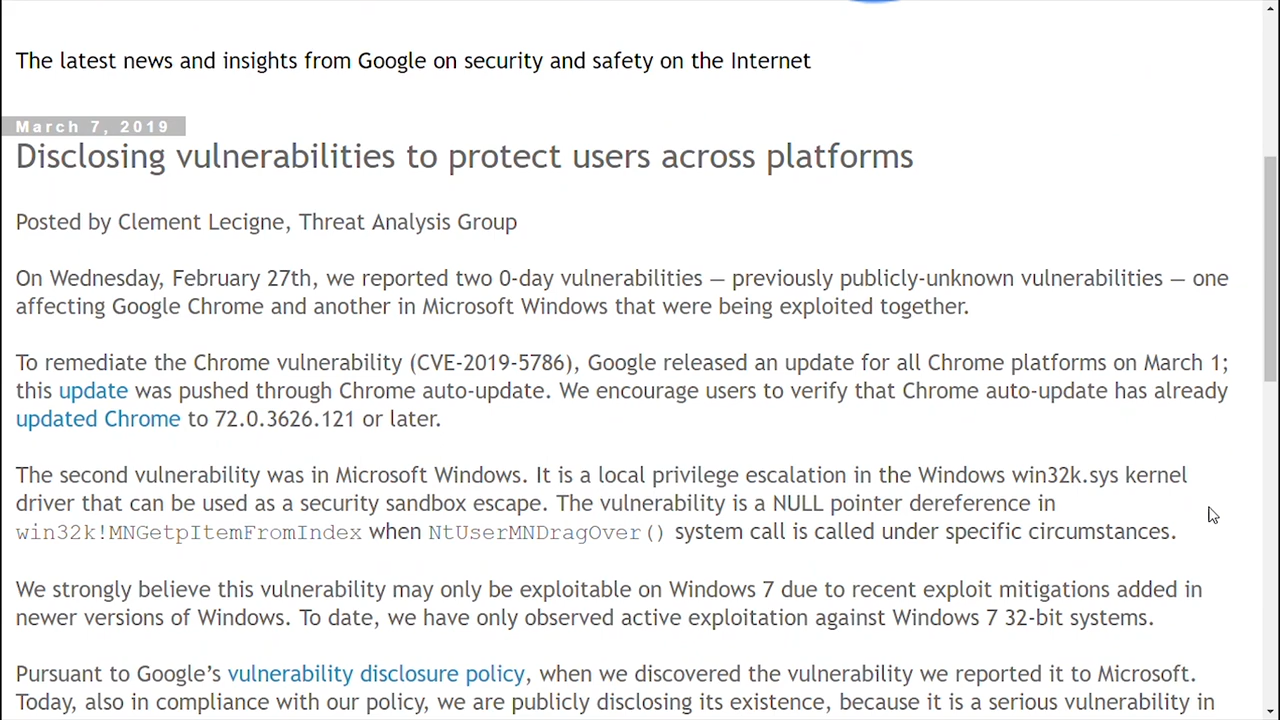 The latest news and insights from Google on security and safety on the Internet
March 7, 2019
Disclosing vulnerabilities to protect users across platforms
Posted by Clement Lecigne, Threat Analysis Group
On Wednesday, February 27th, we reported two 0-day vulnerabilities — previously publicly-unknown vulnerabilities — one
affecting Google Chrome and another in Microsoft Windows that were being exploited together.
To remediate the Chrome vulnerability (CVE-2019-5786), Google released an update for all Chrome platforms on March 1;
this update was pushed through Chrome auto-update. We encourage users to verify that Chrome auto-update has already
updated Chrome to 72.0.3626.121 or later.
The second vulnerability was in Microsoft Windows. It is a local privilege escalation in the Windows win32k.sys kernel
driver that can be used as a security sandbox escape. The vulnerability is a NULL pointer dereference in
win32k!MNGetpItemFromIndex when NtUserMNDragOver() system call is called under specific circumstances.
We strongly believe this vulnerability may only be exploitable on Windows 7 due to recent exploit mitigations added in
newer versions of Windows. To date, we have only observed active exploitation against Windows 7 32-bit systems.
Pursuant to Google’s vulnerability disclosure policy, when we discovered the vulnerability we reported it to Microsoft.
Today, also in compliance with our policy, we are publicly disclosing its existence, because it is a serious vulnerability in